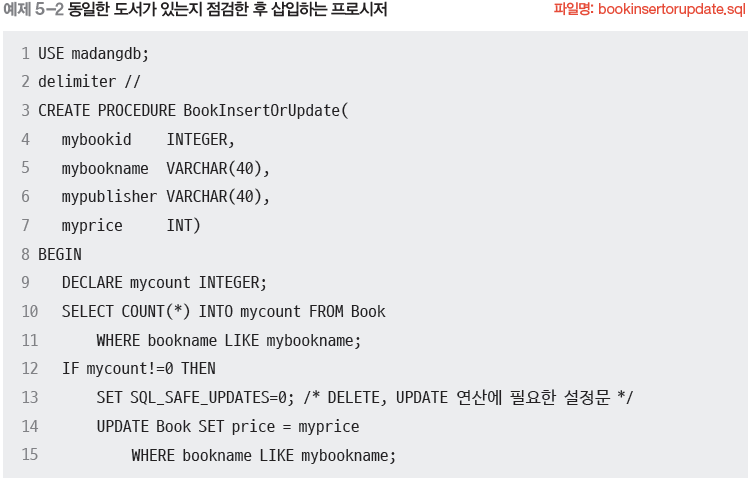 예제 5-2 동일한 도서가 있는지 점검한 후 삽입하는 프로시저 파일명: bookinsertorupdate.sql
1 USE madangdb;
2 delimiter //
3 CREATE PROCEDURE BookInsertOrUpdate(
4 mybookid INTEGER,
5 mybookname VARCHAR(40),
6 mypublisher VARCHAR(40),
7 myprice INT)
8 BEGIN
9 DECLARE mycount INTEGER;
10 SELECT COUNT(*) INTO mycount FROM Book
11 WHERE bookname LIKE mybookname;
12 IF mycount!=0 THEN
13 SET SQL_SAFE_UPDATES=0; /* DELETE, UPDATE 연산에 필요한 설정문 */
14 UPDATE Book SET price = myprice
15 WHERE bookname LIKE mybookname;